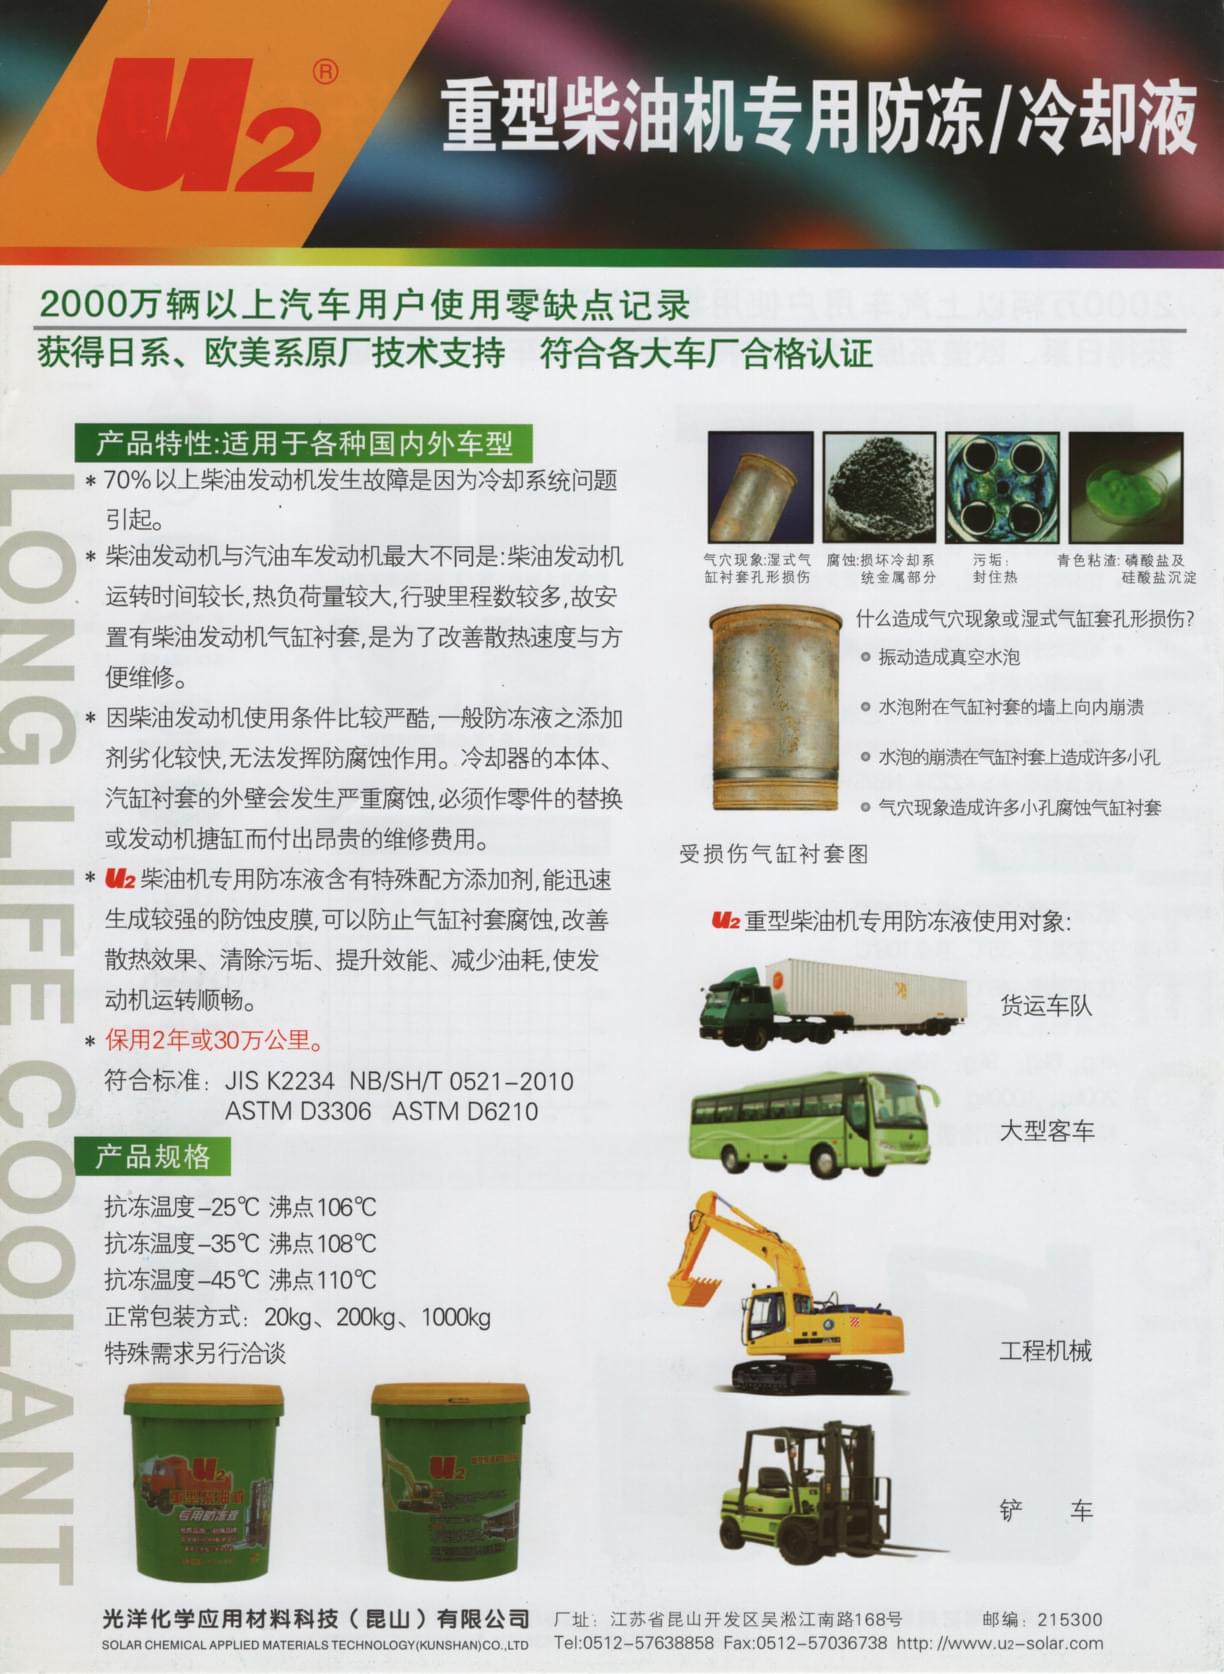 U2®
重型柴油机专用防冻/冷却液
2000万辆以上汽车用户使用零缺点记录
获得日系、欧美系原厂技术支持 符合各大车厂合格认证
LONG LIFE COOLANT
产品特性:适用于各种国内外车型
* 70%以上柴油发动机发生故障是因为冷却系统问题
引起。
* 柴油发动机与汽油车发动机最大不同是:柴油发动机
运转时间较长,热负荷量较大,行驶里程数较多,故安
置有柴油发动机气缸衬套,是为了改善散热速度与方
便维修。
* 因柴油发动机使用条件比较严酷,一般防冻液之添加
剂劣化较快,无法发挥防腐蚀作用。冷却器的本体、
汽缸衬套的外壁会发生严重腐蚀,必须作零件的替换
或发动机搪缸而付出昂贵的维修费用。
* U2 柴油机专用防冻液含有特殊配方添加剂,能迅速
生成较强的防蚀皮膜,可以防止气缸衬套腐蚀,改善
散热效果、清除污垢、提升效能、减少油耗,使发
动机运转顺畅。
* 保用2年或30万公里。
符合标准: JIS K2234 NB/SH/T 0521-2010
ASTM D3306 ASTM D6210
产品规格
抗冻温度-25℃ 沸点106℃
抗冻温度-35℃ 沸点108℃
抗冻温度-45℃ 沸点110℃
正常包装方式: 20kg、200kg、1000kg
特殊需求另行洽谈
U2
重型柴油机
专用防冻液
U2
气穴现象:湿式气
缸衬套孔形损伤
腐蚀:损坏冷却系
统金属部分
污垢:
封住热
青色粘渣: 磷酸盐及
硅酸盐沉淀
什么造成气穴现象或湿式气缸套孔形损伤?
振动造成真空水泡
水泡附在气缸衬套的墙上向内崩溃
水泡的崩溃在气缸衬套上造成许多小孔
气穴现象造成许多小孔腐蚀气缸衬套
受损伤气缸衬套图
U2重型柴油机专用防冻液使用对象:
货运车队
大型客车
工程机械
铲 车
光洋化学应用材料科技(昆山)有限公司
SOLAR CHEMICAL APPLIED MATERIALS TECHNOLOGY(KUNSHAN)CO.,LTD
厂址: 江苏省昆山开发区吴淞江南路168号 邮编: 215300
Tel:0512-57638858 Fax:0512-57036738 http://www.u2-solar.com